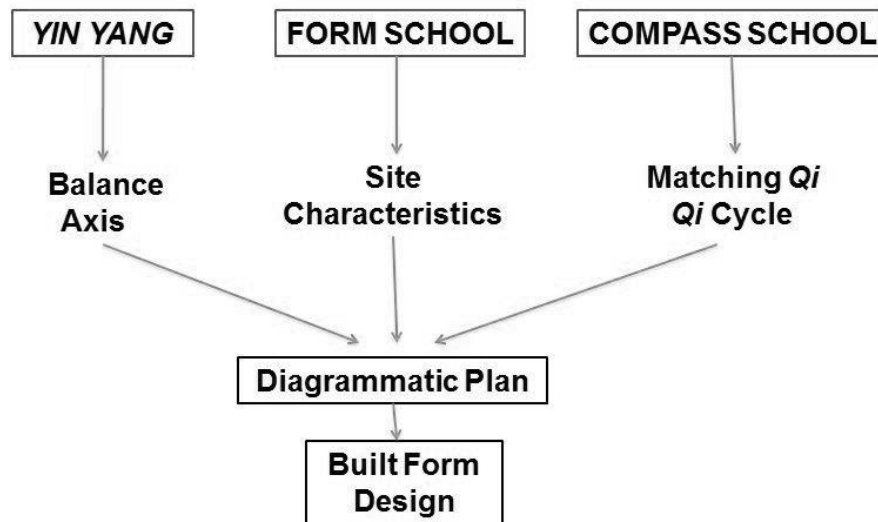 YIN YANG
FORM SCHOOL
COMPASS SCHOOL
Balance
Axis
Site
Characteristics
Matching Qi
Qi Cycle
Diagrammatic Plan
Built Form
Design